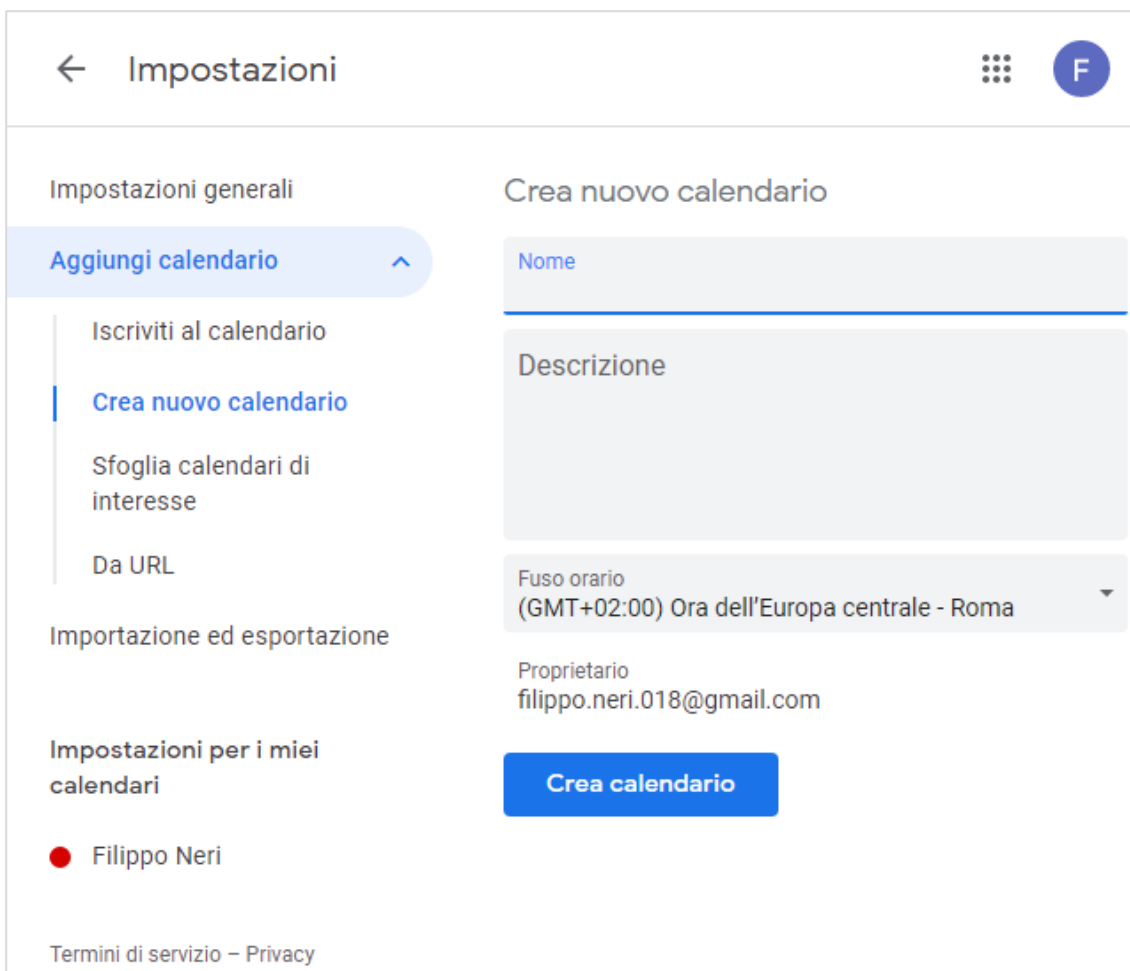 Impostazioni
F
Impostazioni generali
Aggiungi calendario
Iscriviti al calendario
Crea nuovo calendario
Sfoglia calendari di
interesse
Da URL
Importazione ed esportazione
Impostazioni per i miei
calendari
Filippo Neri
Termini di servizio – Privacy
Crea nuovo calendario
Nome
Descrizione
Fuso orario
(GMT+02:00) Ora dell'Europa centrale - Roma
Proprietario
filippo.neri.018@gmail.com
Crea calendario